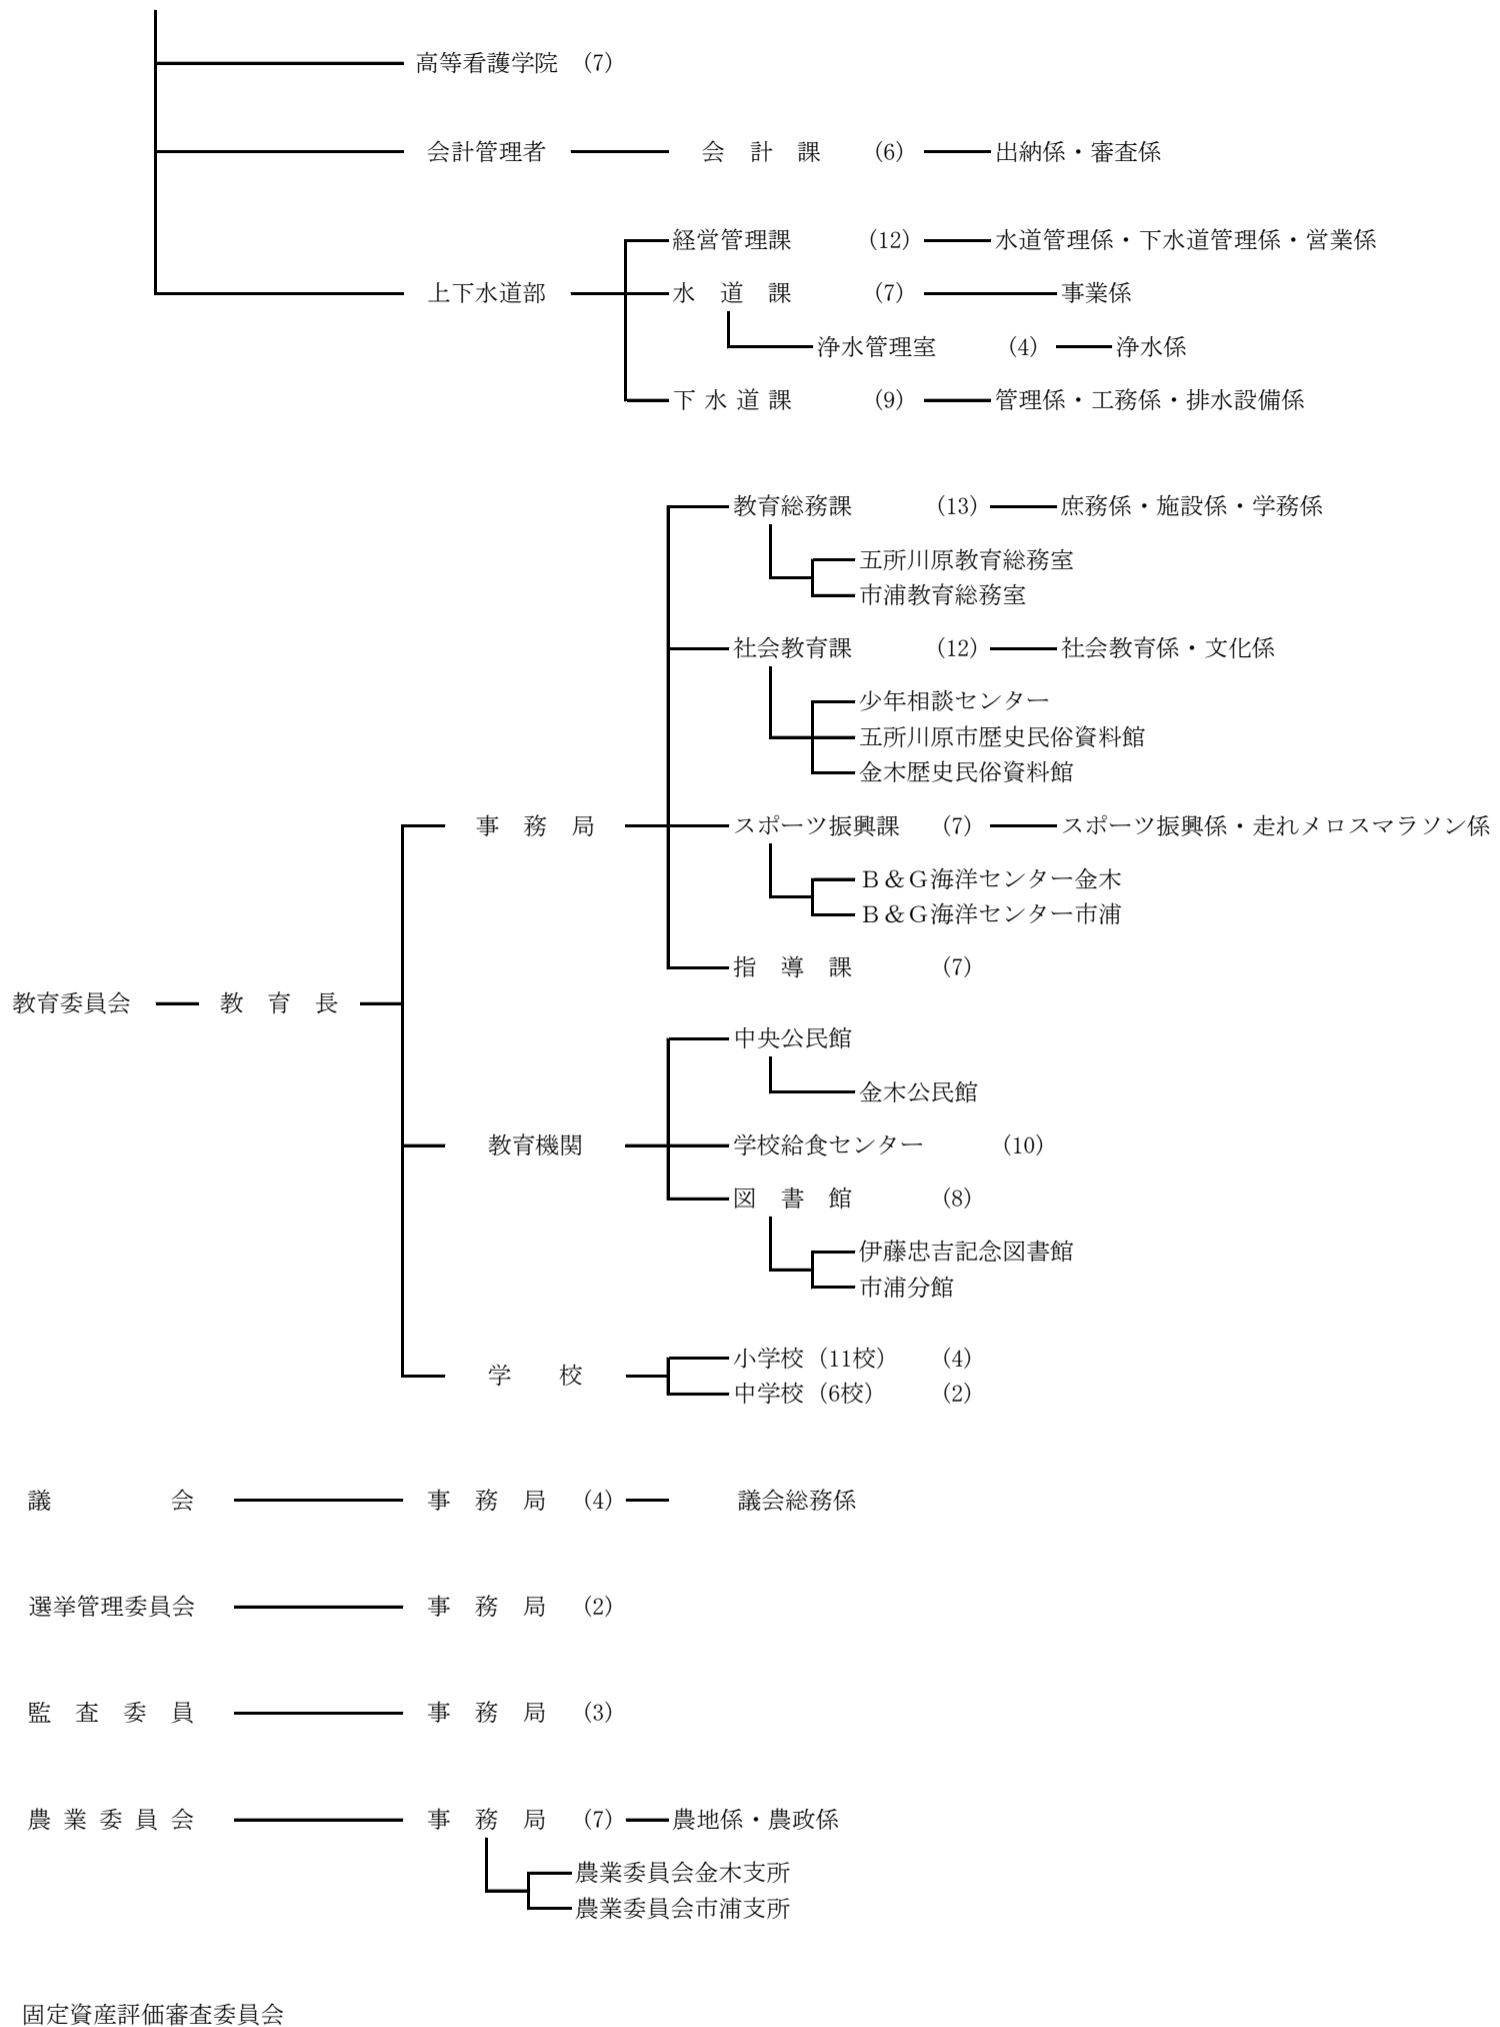 高等看護学院 (7)
会計管理者 会計課 (6) 出納係・審査係
経営管理課 (12) 水道管理係・下水道管理係・営業係
上下水道部 水道課 (7) 事業係
浄水管理室 (4) 浄水係
下水道課 (9) 管理係・工務係・排水設備係
教育総務課 (13) 庶務係・施設係・学務係
五所川原教育総務室
市浦教育総務室
社会教育課 (12) 社会教育係・文化係
少年相談センター
五所川原市歴史民俗資料館
金木歴史民俗資料館
事務局 スポーツ振興課 (7) スポーツ振興係・走れメロスマラソン係
B&G海洋センター金木
B&G海洋センター市浦
指導課 (7)
教育委員会 教育長
中央公民館
金木公民館
教育機関 学校給食センター (10)
図書館 (8)
伊藤忠吉記念図書館
市浦分館
小学校 (11校) (4)
学校
中学校 (6校) (2)
議会 事務局 (4) 議会総務係
選挙管理委員会 事務局 (2)
監査委員 事務局 (3)
農業委員会 事務局 (7) 農地係・農政係
農業委員会金木支所
農業委員会市浦支所
固定資産評価審査委員会